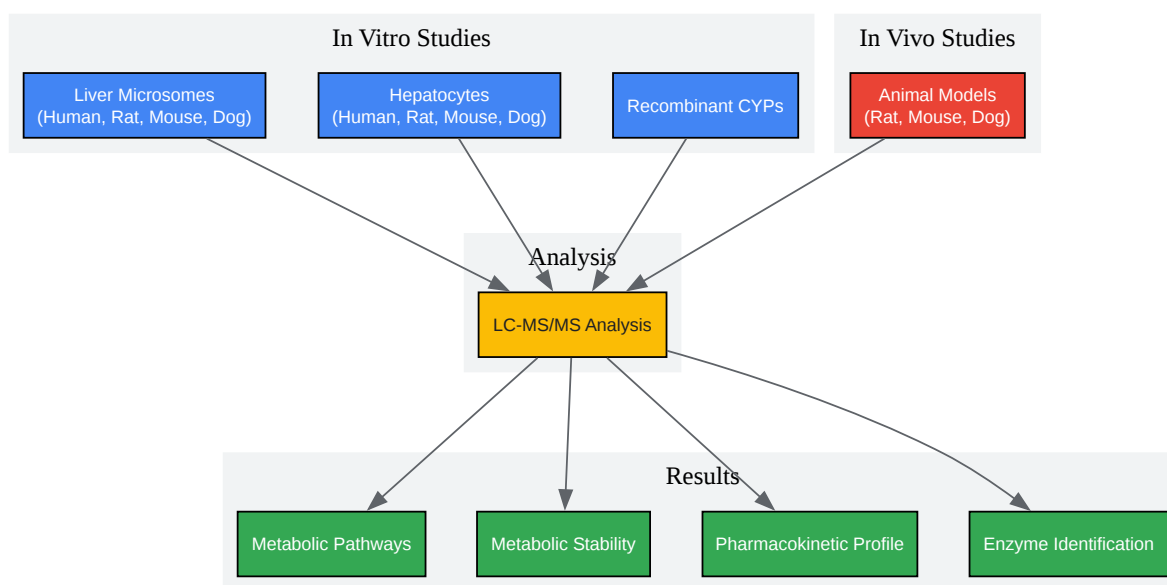 In Vitro Studies
In Vivo Studies
Liver Microsomes
(Human, Rat, Mouse, Dog)
Hepatocytes
(Human, Rat, Mouse, Dog)
Recombinant CYPs
Animal Models
(Rat, Mouse, Dog)
Analysis
LC-MS/MS Analysis
Results
Metabolic Pathways
Metabolic Stability
Pharmacokinetic Profile
Enzyme Identification